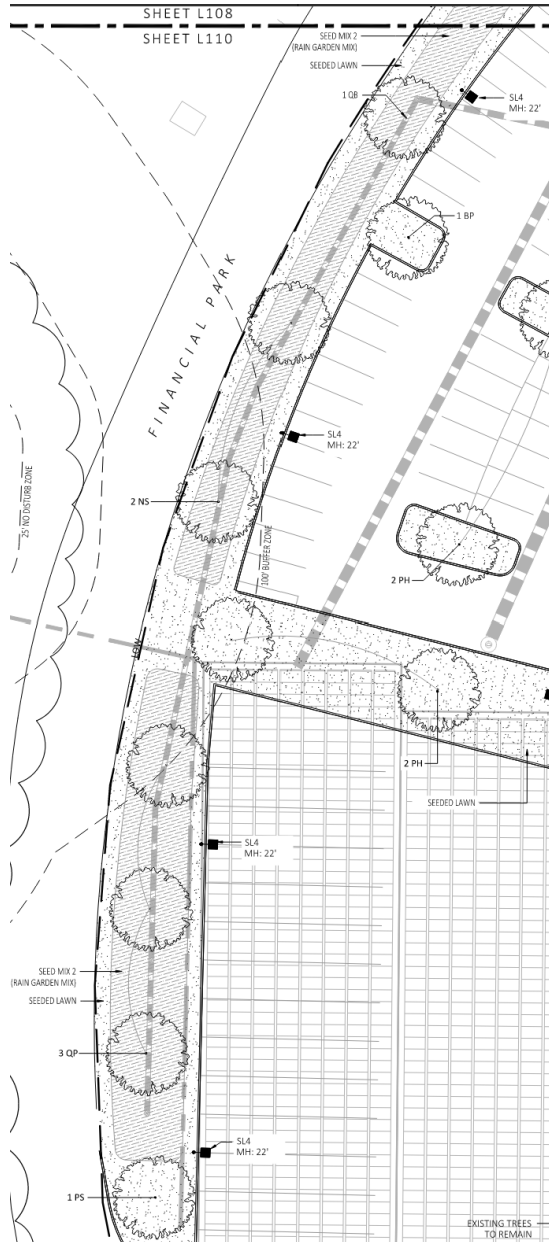 SHEET L108
SHEET L110
SEED MIX 2
(RAIN GARDEN MIX)
SEEDED LAWN
1 QB
SL4
MH: 22'
1 BP
FINANCIAL PARK
SL4
MH: 22'
25' NO DISTURB ZONE
2 NS
100' BUFFER ZONE
2 PH
LOW
2 PH
SEEDED LAWN
SL4
MH: 22'
SEED MIX 2
(RAIN GARDEN MIX)
SEEDED LAWN
3 QP
SL4
MH: 22'
1 PS
EXISTING TREES
TO REMAIN